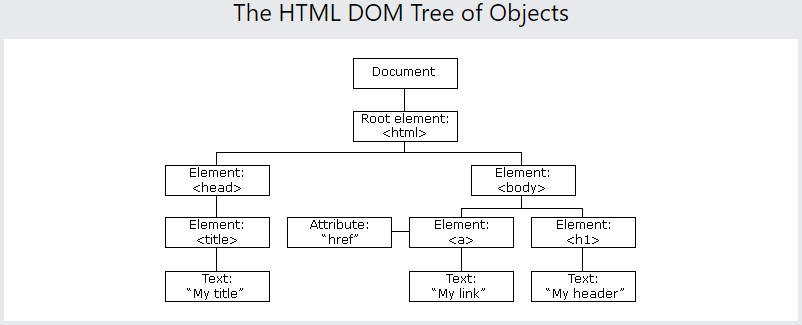 The HTML DOM Tree of Objects
Document
Root element:
<html>
Element:
<head>
Element:
<body>
Element:
<title>
Attribute:
“href”
Element:
<a>
Element:
<h1>
Text:
“My title”
Text:
“My link”
Text:
“My header”